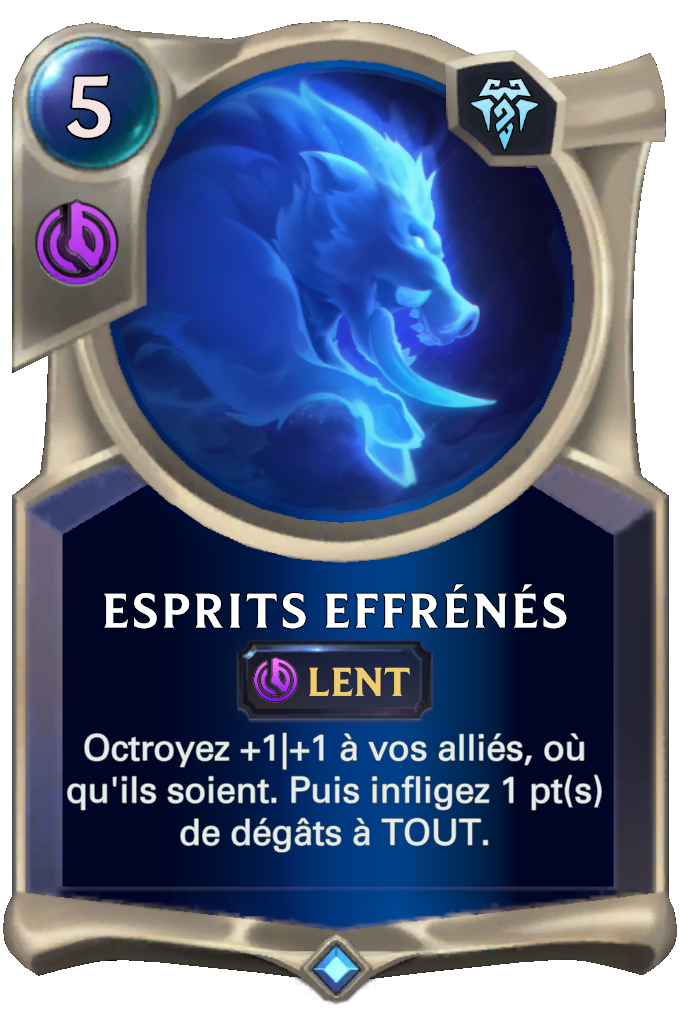 5
ESPRITS EFFRÉNÉS
LENT
Octroyez +1|+1 à vos alliés, où
qu'ils soient. Puis infligez 1 pt(s)
de dégâts à TOUT.